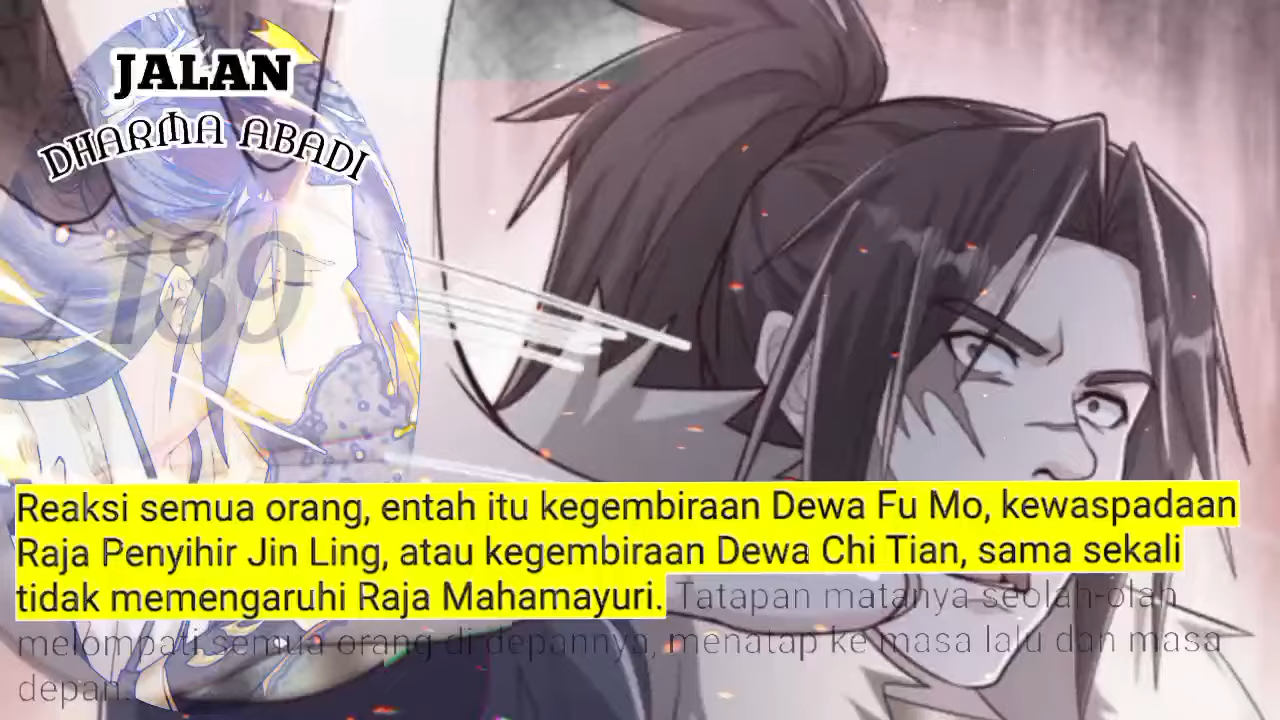 JALAN
DHARMA ABADI
139
Reaksi semua orang, entah itu kegembiraan Dewa Fu Mo, kewaspadaan
Raja Penyihir Jin Ling, atau kegembiraan Dewa Chi Tian, sama sekali
tidak memengaruhi Raja Mahamayuri. Tatapan matanya seolah-olah
melompati semua orang di depannya, menatap ke masa lalu dan masa
depan.